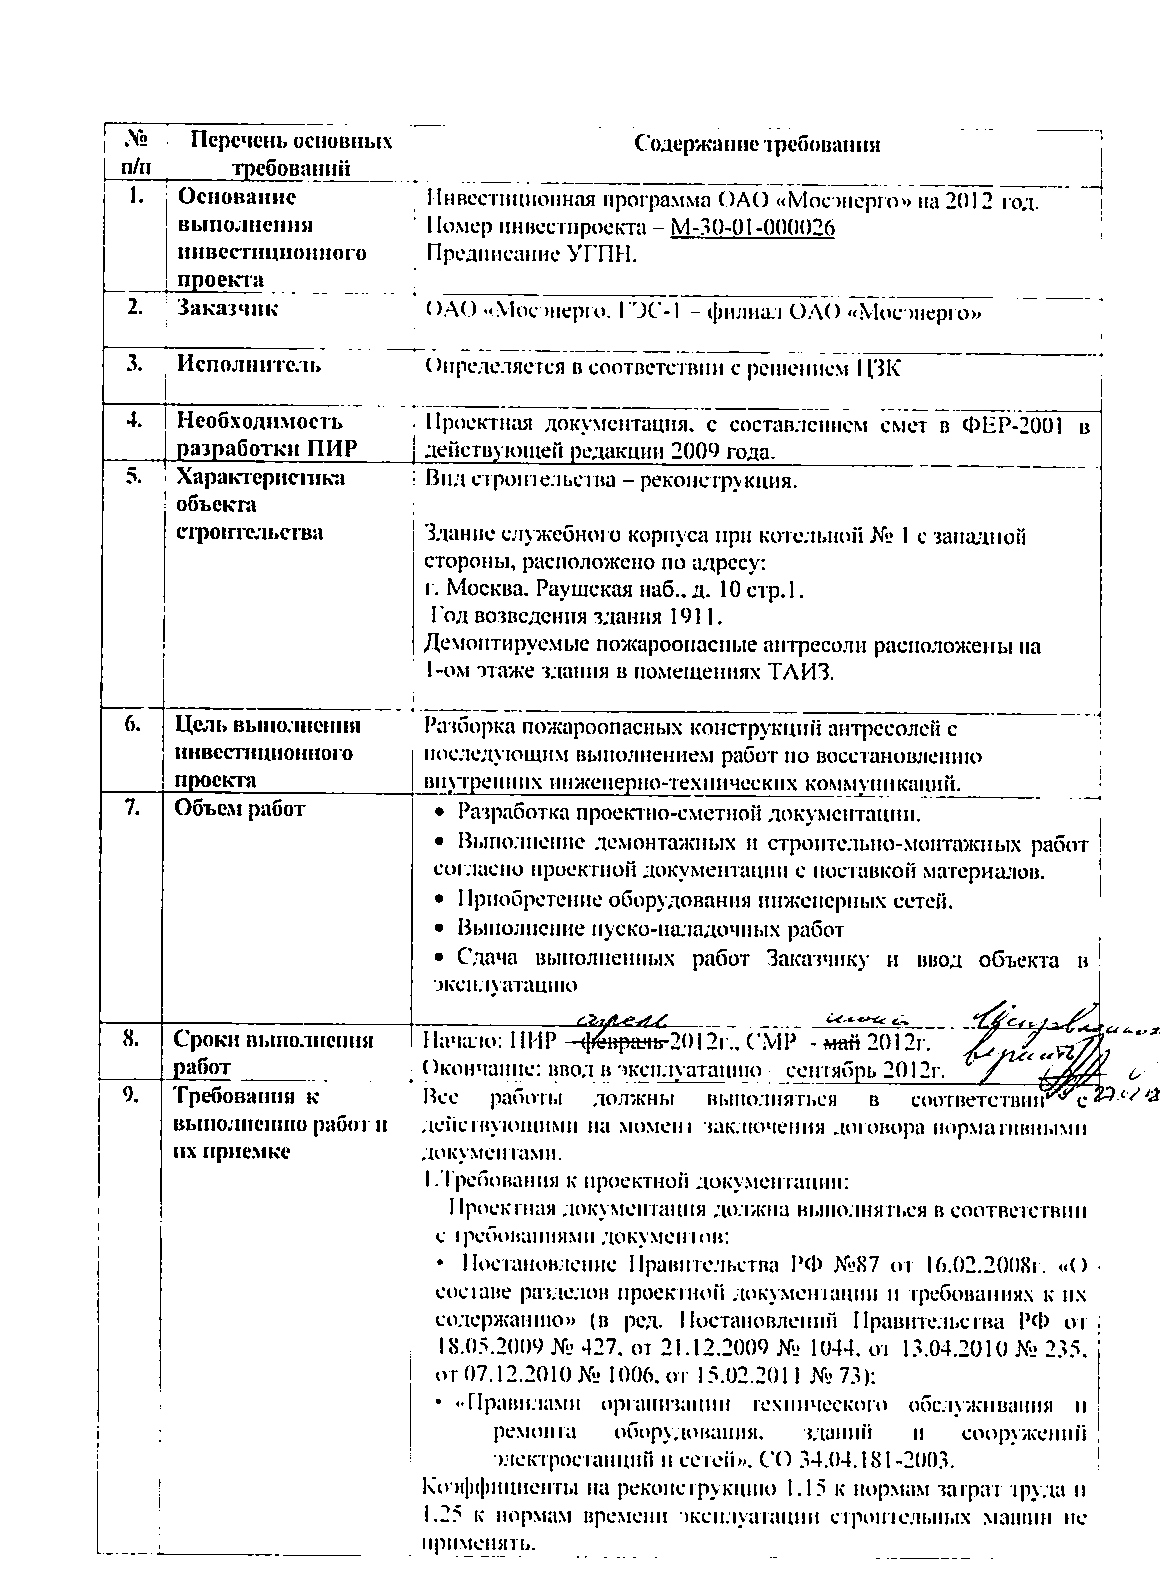 № Перечень основных Содержание требования
п/п требований
1. Основание Инвестиционная программа ОАО «Мосэнерго» на 2012 год.
выполнения Номер инвестпроекта – М-30-01-000026
инвестиционного Предписание УГПН.
проекта
2. Заказчик ОАО «Мосэнерго, ГЭС-1 – филиал ОАО «Мосэнерго»
3. Исполнитель Определяется в соответствии с решением ЦЗК
4. Необходимость Проектная документация, с составлением смет в ФЕР-2001 в
разработки ПИР действующей редакции 2009 года.
5. Характеристика Вид строительства – реконструкция.
объекта
строительства Здание служебного корпуса при котельной № 1 с западной
стороны, расположено по адресу:
г. Москва, Раушская наб., д. 10 стр.1.
Год возведения здания 1911.
Демонтируемые пожароопасные антресоли расположены на
1-ом этаже здания в помещениях ТАИЗ.
6. Цель выполнения Разборка пожароопасных конструкций антресолей с
инвестиционного последующим выполнением работ по восстановлению
проекта внутренних инженерно-технических коммуникаций.
7. Объем работ • Разработка проектно-сметной документации.
• Выполнение демонтажных и строительно-монтажных работ
согласно проектной документации с поставкой материалов.
• Приобретение оборудования инженерных сетей.
• Выполнение пуско-наладочных работ
• Сдача выполненных работ Заказчику и ввод объекта в
эксплуатацию
апрель июнь
8. Сроки выполнения Начало: ПИР – февраль 2012г., СМР - май 2012г. верить
работ Окончание: ввод в эксплуатацию сентябрь 2012г.
9. Требования к Все работы должны выполняться в соответствии с
выполнению работ и действующими на момент заключения договора нормативными
их приемке документами.
1.Требования к проектной документации:
Проектная документация должна выполняться в соответствии
с требованиями документов:
• Постановление Правительства РФ №87 от 16.02.2008г. «О
составе разделов проектной документации и требованиях к их
содержанию» (в ред. Постановлений Правительства РФ от
18.05.2009 № 427, от 21.12.2009 № 1044, от 13.04.2010 № 235,
от 07.12.2010 № 1006, от 15.02.2011 № 73);
• «Правилами организации технического обслуживания и
ремонта оборудования, зданий и сооружений
электростанций и сетей», СО 34.04.181-2003.
Коэффициенты на реконструкцию 1,15 к нормам затрат труда и
1,25 к нормам времени эксплуатации строительных машин не
применять.